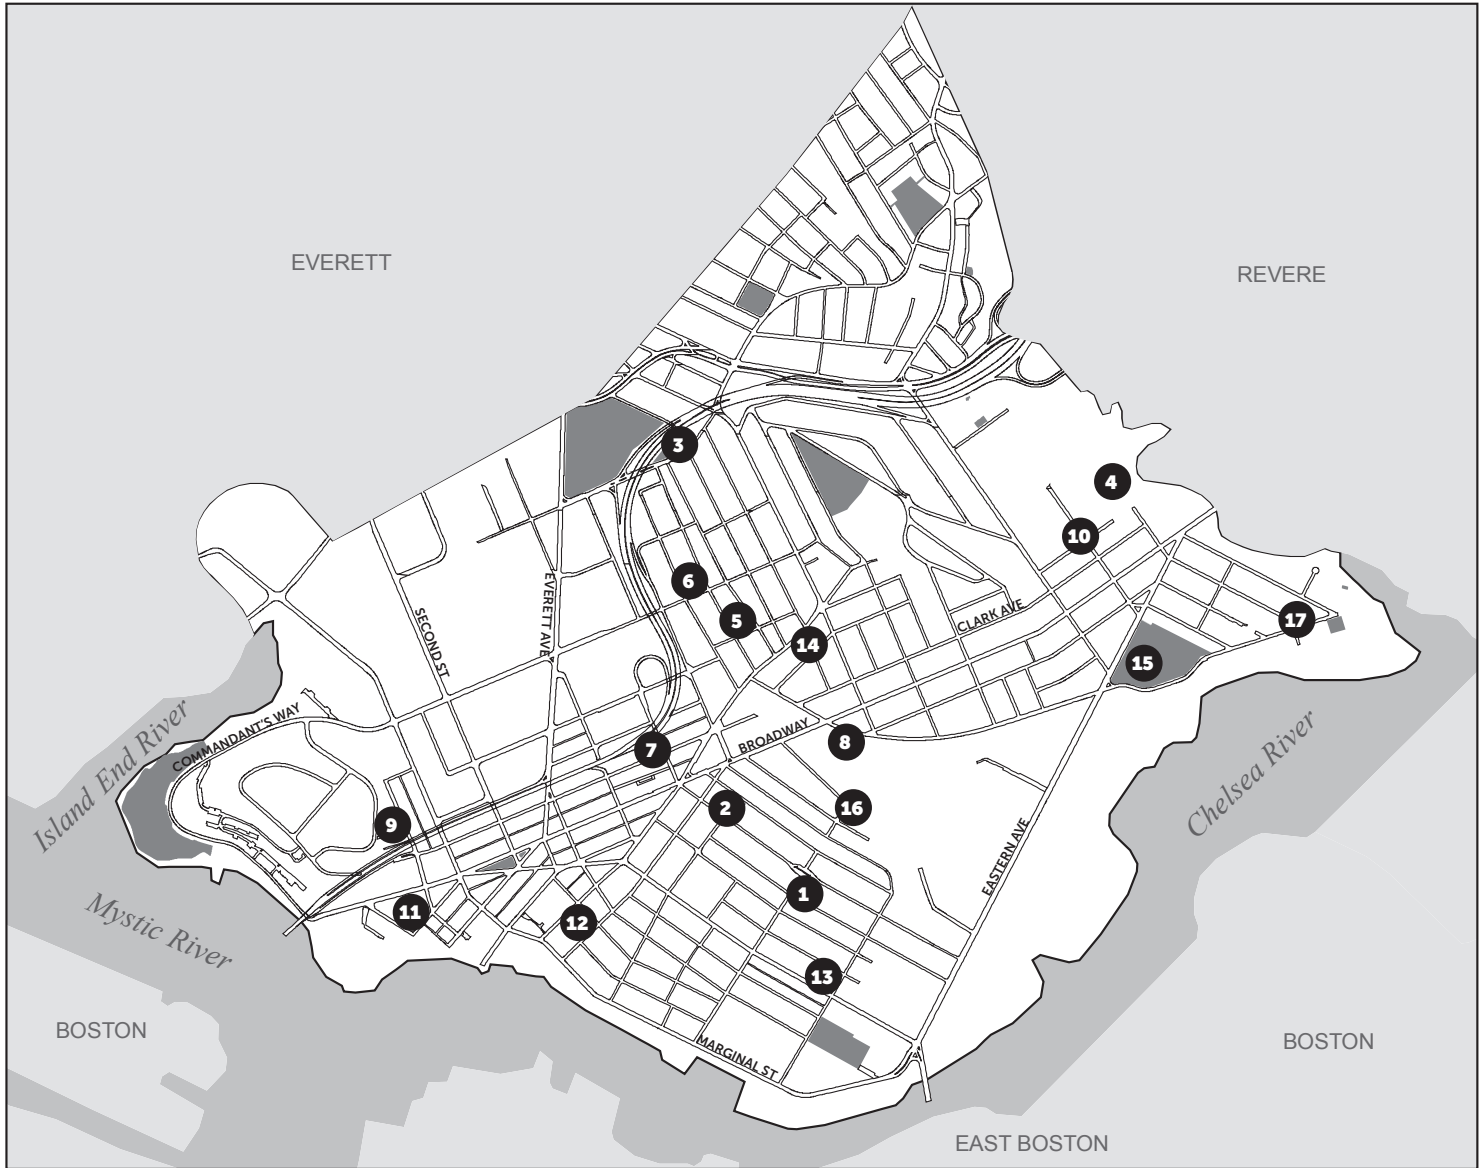 EVERETT
REVERE
3
4
10
6
EVERETT AVE
5
SECOND ST
CLARK AVE
17
14
15
Island End River
COMMANDANT'S WAY
BROADWAY
8
7
Chelsea River
2
16
9
EASTERN AVE
1
11
12
Mystic River
13
BOSTON
MARGINAL ST
BOSTON
EAST BOSTON